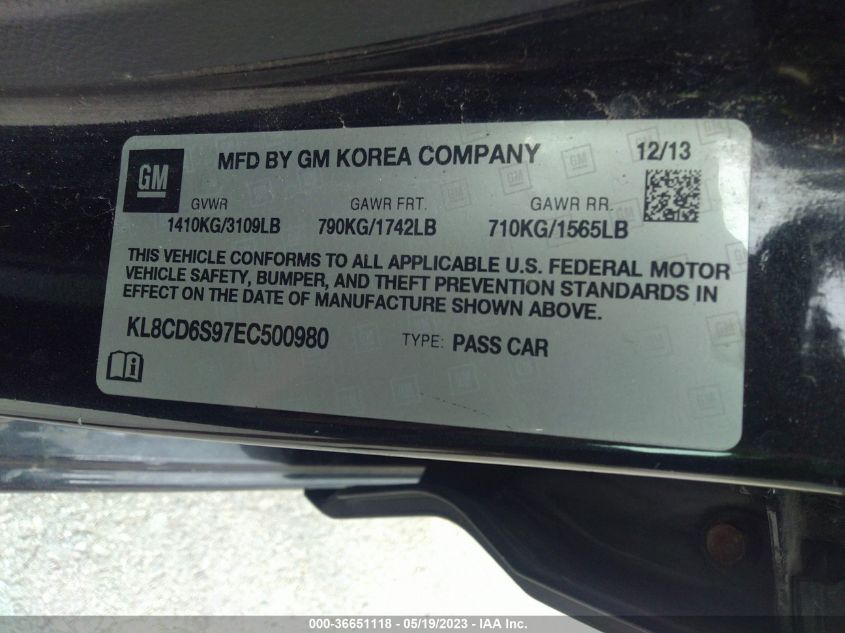 GM
MFD BY GM KOREA COMPANY
12/13
GVWR GAWR FRT. GAWR RR.
1410KG/3109LB 790KG/1742LB 710KG/1565LB
THIS VEHICLE CONFORMS TO ALL APPLICABLE U.S. FEDERAL MOTOR
VEHICLE SAFETY, BUMPER, AND THEFT PREVENTION STANDARDS IN
EFFECT ON THE DATE OF MANUFACTURE SHOWN ABOVE.
KL8CD6S97EC500980 TYPE: PASS CAR
000-36651118 - 05/19/2023 - IAA Inc.